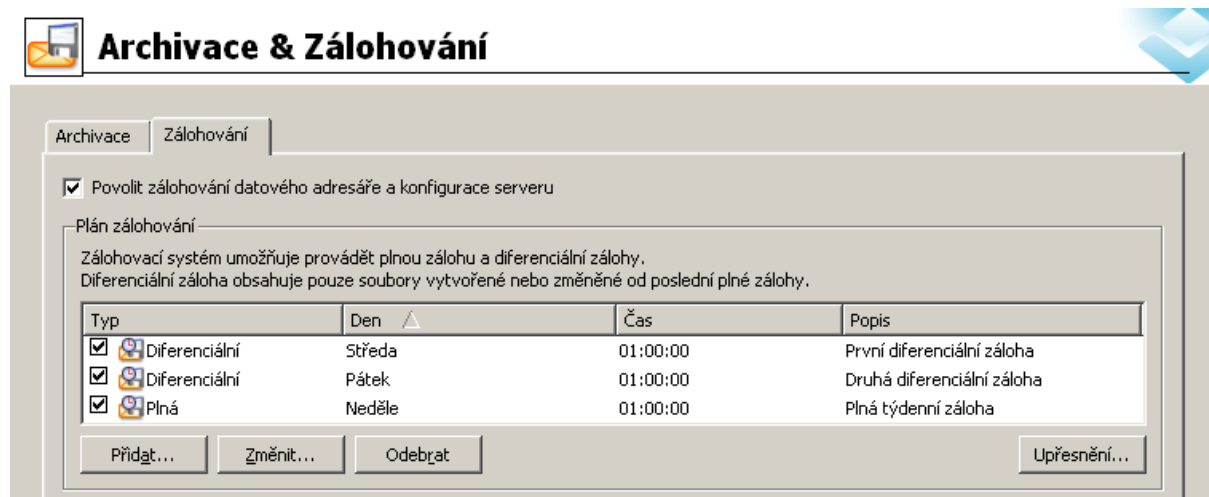 Archivace & Zálohování
Archivace Zálohování
Povolit zálohování datového adresáře a konfigurace serveru
Plán zálohování
Zálohovací systém umožňuje provádět plnou zálohu a diferenciální zálohy.
Diferenciální záloha obsahuje pouze soubory vytvořené nebo změněné od poslední plné zálohy.
Typ Den Čas Popis
Diferenciální Středa 01:00:00 První diferenciální záloha
Diferenciální Pátek 01:00:00 Druhá diferenciální záloha
Plná Neděle 01:00:00 Plná týdenní záloha
Přidat... Změnit... Odebrat Upřesnění...